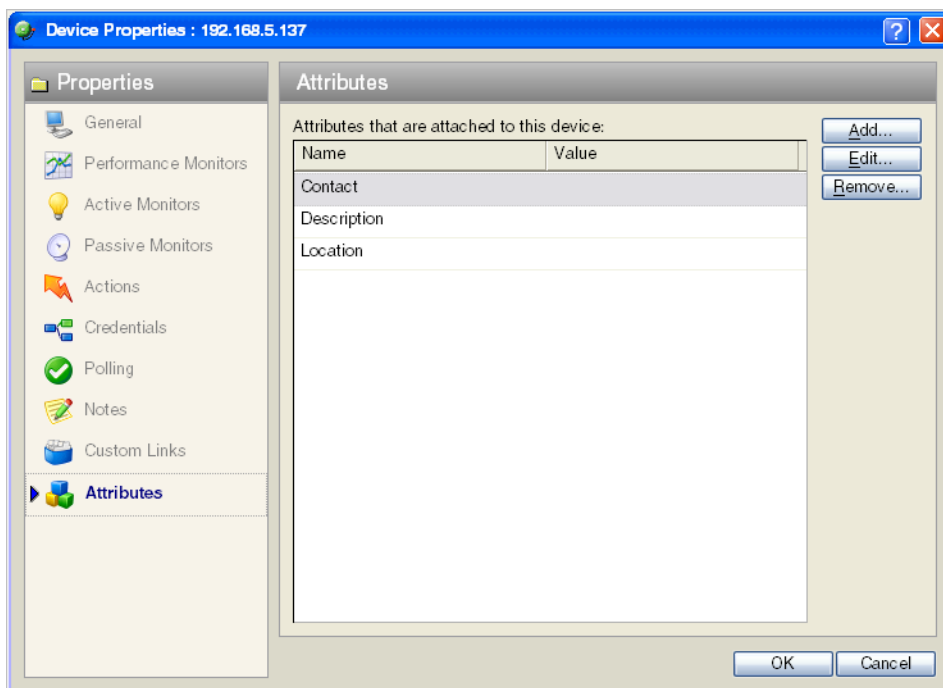 Device Properties : 192.168.5.137
?
Properties
General
Performance Monitors
Active Monitors
Passive Monitors
Actions
Credentials
Polling
Notes
Custom Links
Attributes
Attributes
Attributes that are attached to this device:
Name Value
Contact
Description
Location
Add...
Edit...
Remove...
OK Cancel